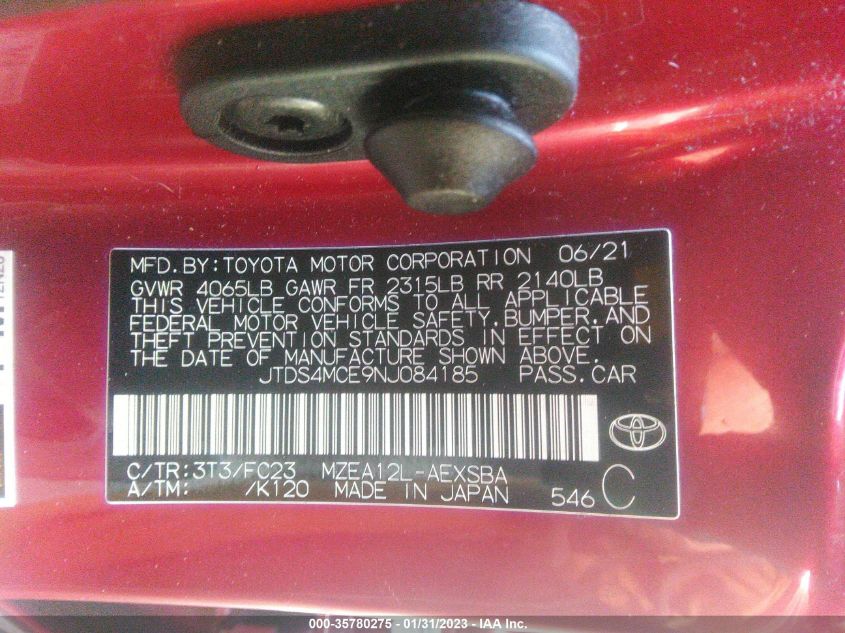 MFD.BY:TOYOTA MOTOR CORPORATION 06/21
GVWR 4065LB GAWR FR 2315LB RR 2140LB
THIS VEHICLE CONFORMS TO ALL APPLICABLE
FEDERAL MOTOR VEHICLE SAFETY,BUMPER,AND
THEFT PREVENTION STANDARDS IN EFFECT ON
THE DATE OF MANUFACTURE SHOWN ABOVE.
JTDS4MCE9NJ084185 PASS.CAR
C/TR:3T3/FC23 MZEA12L-AEXSBA
A/TM: /K120 MADE IN JAPAN 546 C
000-35780275 - 01/31/2023 - IAA Inc.